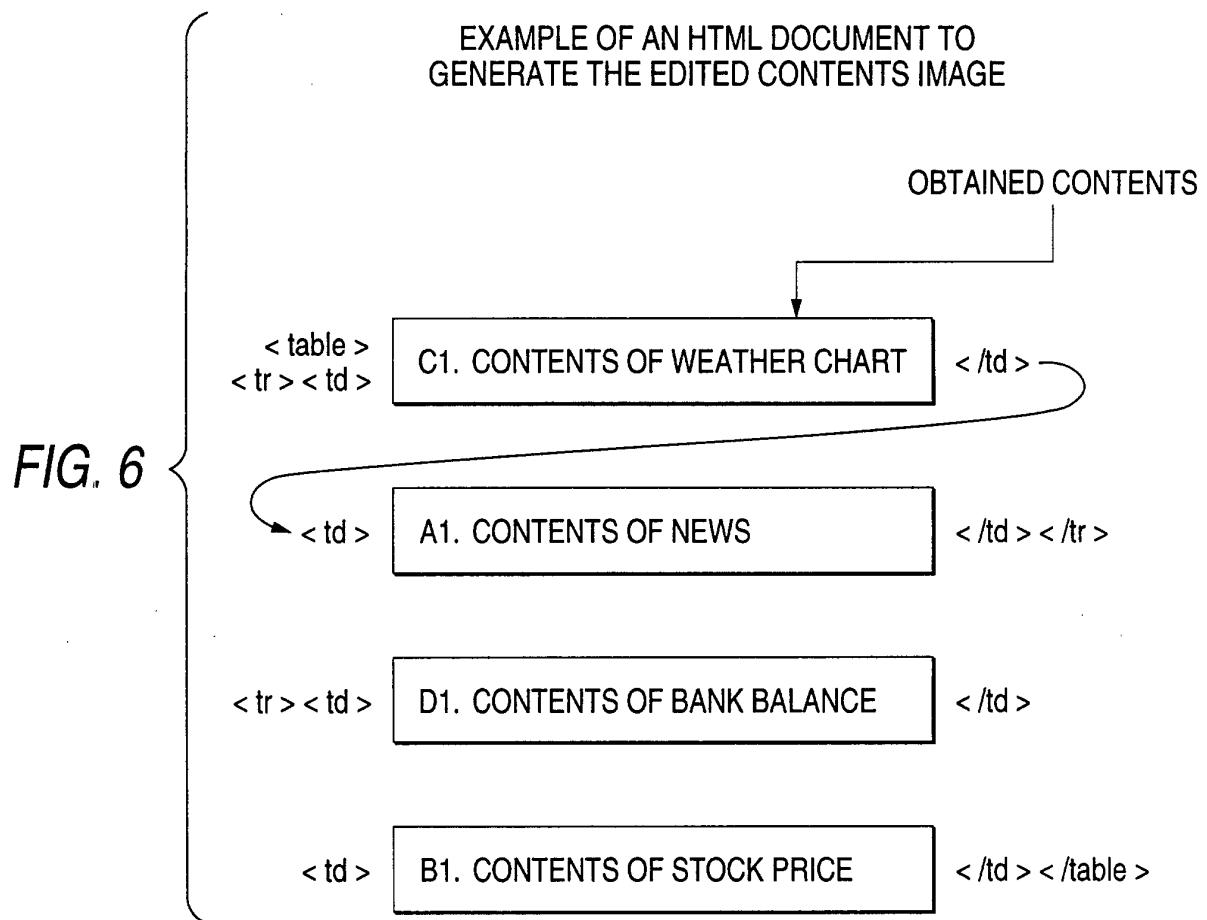 EXAMPLE OF AN HTML DOCUMENT TO
GENERATE THE EDITED CONTENTS IMAGE
OBTAINED CONTENTS
< table >
< tr > < td >
C1. CONTENTS OF WEATHER CHART
< /td >
FIG. 6
< td >
A1. CONTENTS OF NEWS
< /td > < /tr >
< tr > < td >
D1. CONTENTS OF BANK BALANCE
< /td >
< td >
B1. CONTENTS OF STOCK PRICE
< /td > < /table >